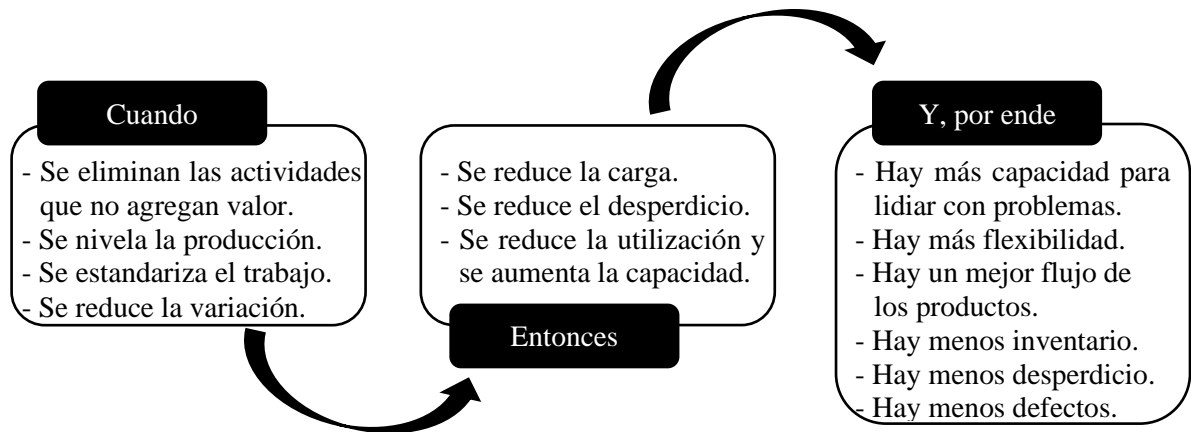 Cuando
- Se eliminan las actividades
que no agregan valor.
- Se nivela la producción.
- Se estandariza el trabajo.
- Se reduce la variación.
- Se reduce la carga.
- Se reduce el desperdicio.
- Se reduce la utilización y
se aumenta la capacidad.
Entonces
Y, por ende
- Hay más capacidad para
lidiar con problemas.
- Hay más flexibilidad.
- Hay un mejor flujo de
los productos.
- Hay menos inventario.
- Hay menos desperdicio.
- Hay menos defectos.